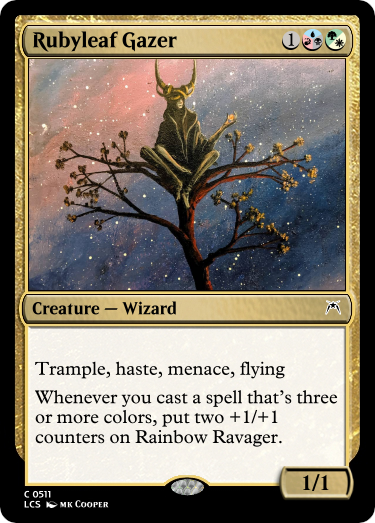 Rubyleaf Gazer 1
Creature — Wizard
Trample, haste, menace, flying
Whenever you cast a spell that's three
or more colors, put two +1/+1
counters on Rainbow Ravager.
1/1
C 0511
LCS MK COOPER